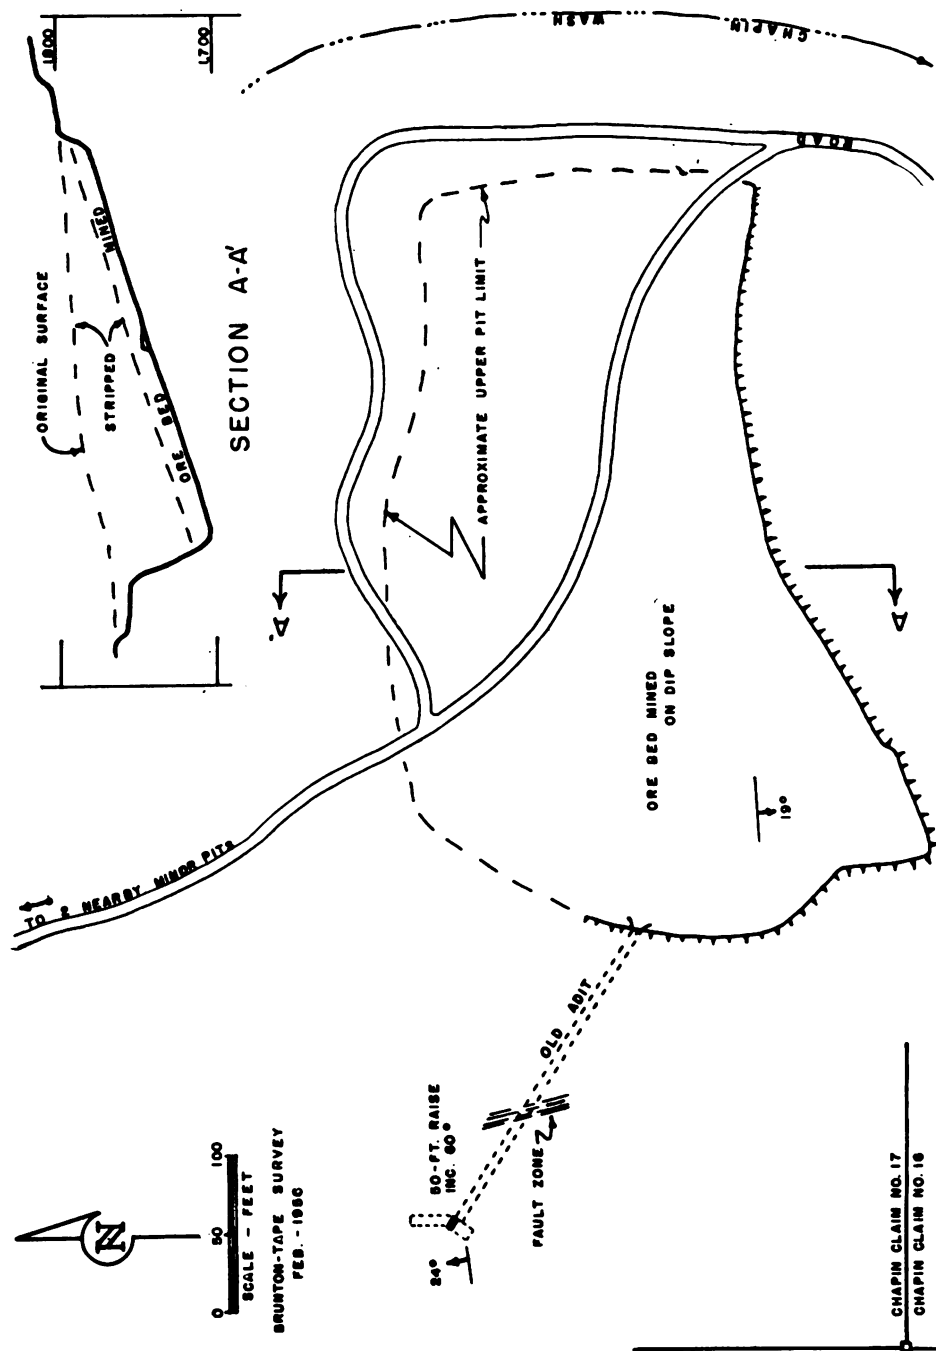 1800
1700
ORIGINAL SURFACE
STRIPPED
MINED
ORE BED
SECTION A-A'
CHAPIN
WASH
ROAD
APPROXIMATE UPPER PIT LIMIT
A'
A
ORE BED MINED
ON DIP SLOPE
19°
TO 2 NEARBY MINOR PITS
OLD ADIT
50-FT. RAISE
INC. 60°
FAULT ZONE
24°
N
0 50 100
SCALE - FEET
BRUNTON-TAPE SURVEY
FEB. - 1956
CHAPIN CLAIM NO. 17
CHAPIN CLAIM NO. 18